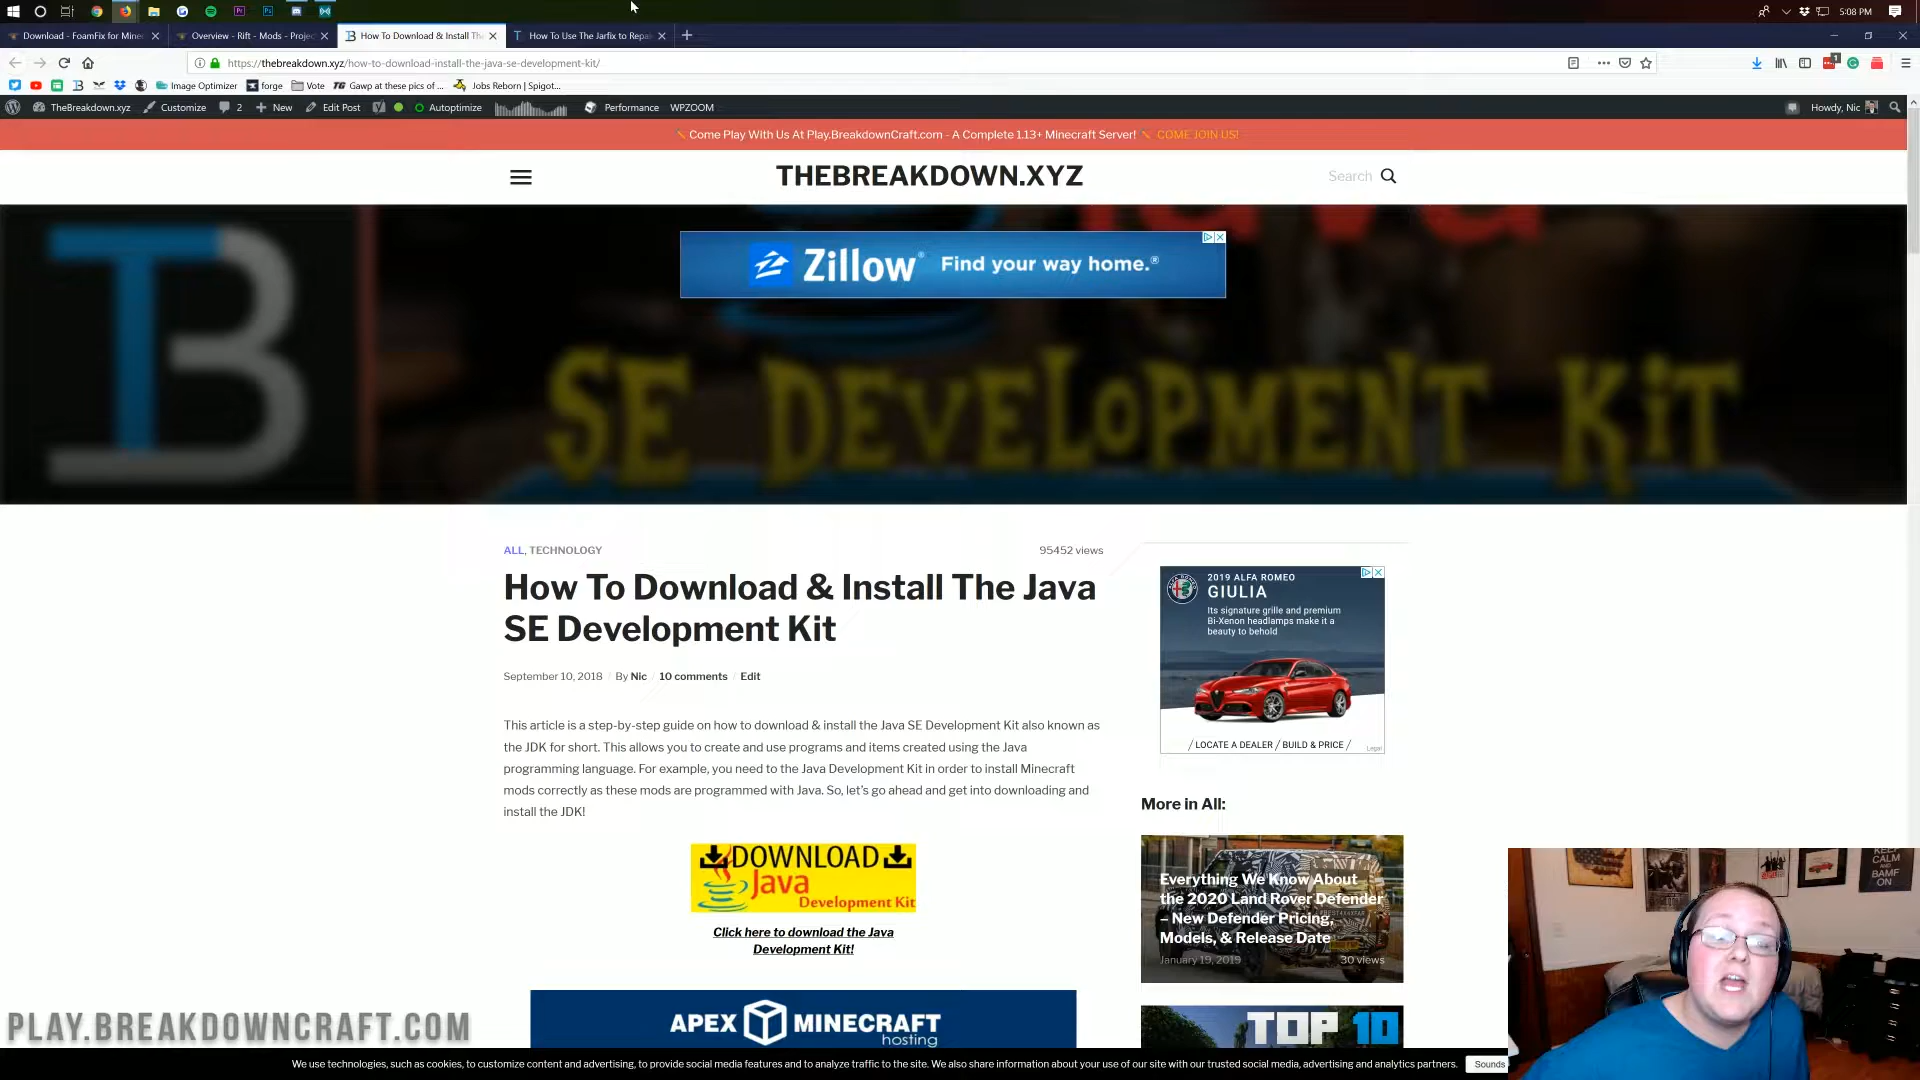 5:08 PM
Download - FoamFix for Mine
Overview - Rift - Mods - Projec
How To Download & Install The
How To Use The Jarfix to Repai
https://thebreakdown.xyz/how-to-download-install-the-java-se-development-kit/
Image Optimizer
forge
Vote
TG Gawp at these pics of ...
Jobs Reborn | Spigot...
TheBreakdown.xyz
Customize
2
New
Edit Post
Autoptimize
Performance
WPZOOM
Howdy, Nic
Come Play With Us At Play.BreakdownCraft.com - A Complete 1.13+ Minecraft Server!
COME JOIN US!
THEBREAKDOWN.XYZ
Search
Zillow® Find your way home.®
SE DEVELOPMENT KIT
ALL, TECHNOLOGY
95452 views
How To Download & Install The Java
SE Development Kit
September 10, 2018 / By Nic / 10 comments / Edit
This article is a step-by-step guide on how to download & install the Java SE Development Kit also known as
the JDK for short. This allows you to create and use programs and items created using the Java
programming language. For example, you need to the Java Development Kit in order to install Minecraft
mods correctly as these mods are programmed with Java. So, let's go ahead and get into downloading and
install the JDK!
DOWNLOAD
Java
Development Kit
Click here to download the Java
Development Kit!
APEX MINECRAFT
hosting
2019 ALFA ROMEO
GIULIA
Its signature grille and premium
Bi-Xenon headlamps make it a
beauty to behold
/ LOCATE A DEALER / BUILD & PRICE /
Legal
More in All:
Everything We Know About
the 2020 Land Rover Defender
– New Defender Pricing,
Models, & Release Date
January 19, 2019
30 views
TOP 10
KEEP
CALM
AND
BAMF
ON
PLAY.BREAKDOWNCRAFT.COM
We use technologies, such as cookies, to customize content and advertising, to provide social media features and to analyze traffic to the site. We also share information about your use of our site with our trusted social media, advertising and analytics partners.
Sounds